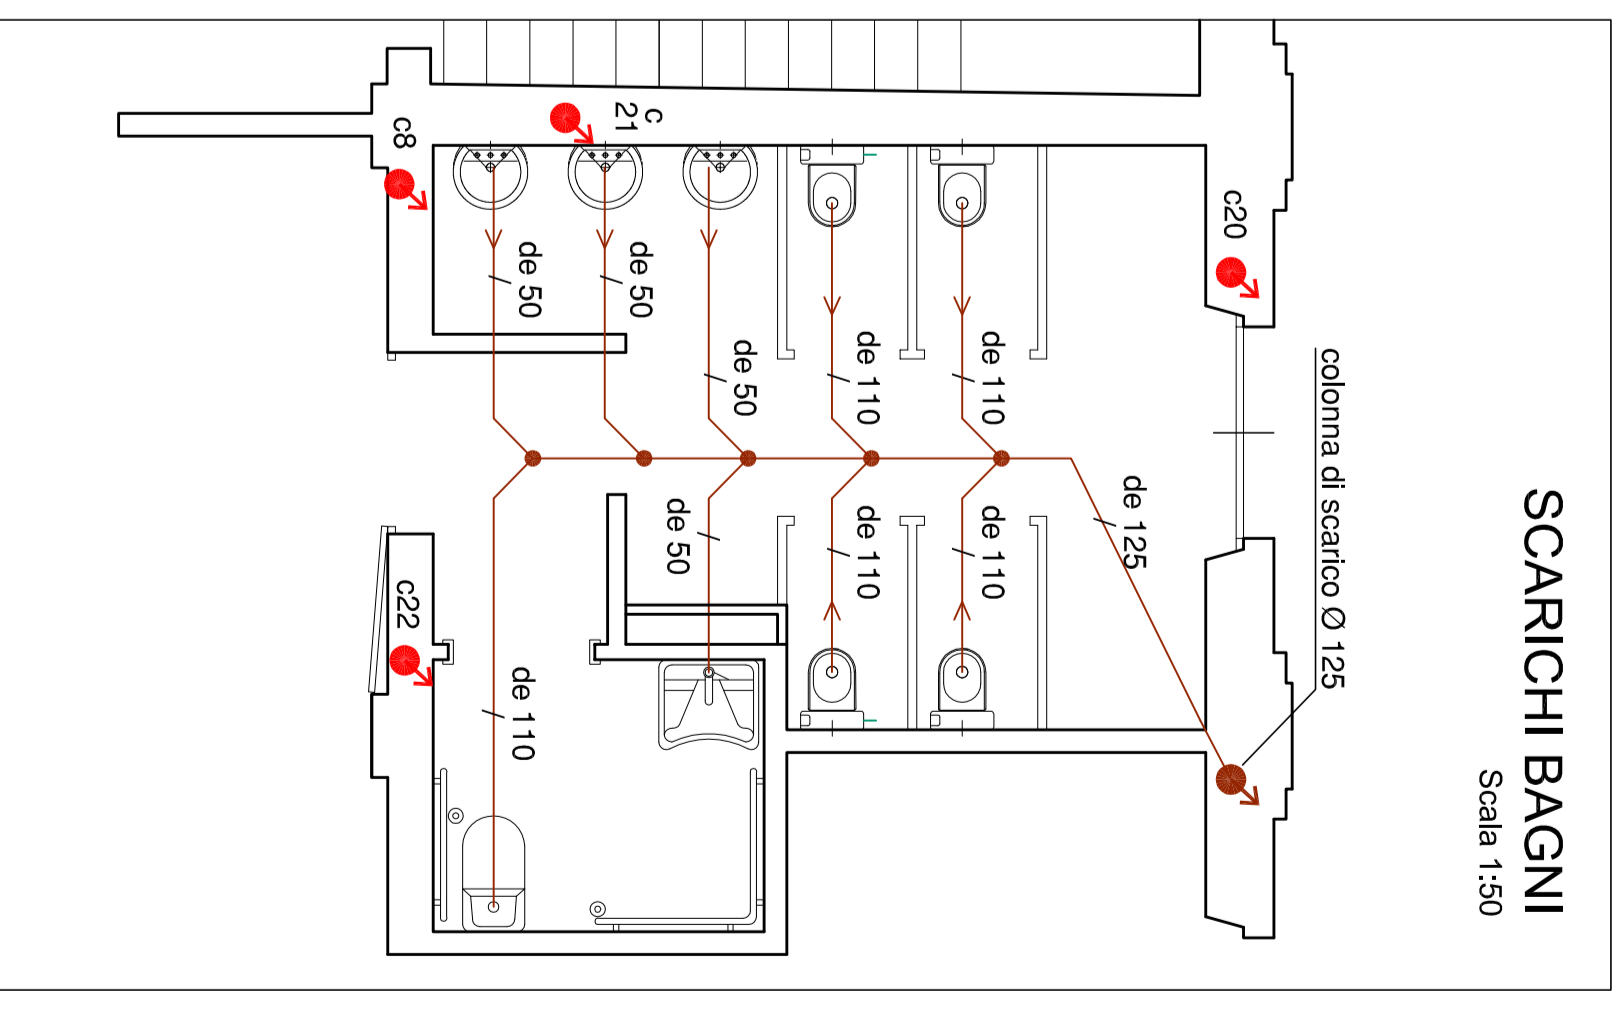 SCARICHI BAGNI
Scala 1:50
colonna di scarico Ø 125
c20
de 125
de 110
de 110
de 110
de 110
de 50
de 50
c
21
de 50
de 50
de 110
c8
c22